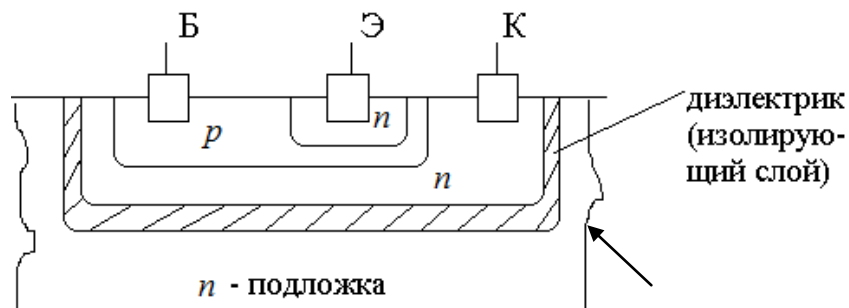 Б Э К
диэлектрик
(изолирую-
щий слой)
n
p
n
n - подложка